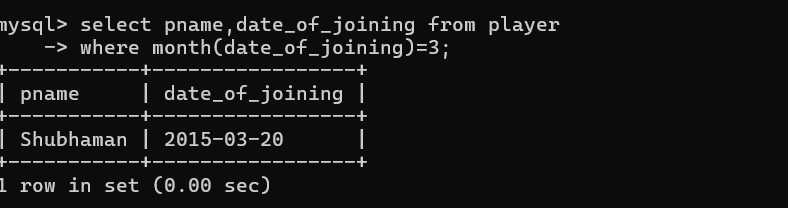 mysql> select pname,date_of_joining from player
    -> where month(date_of_joining)=3;
+-----------+-----------------+
| pname     | date_of_joining |
+-----------+-----------------+
| Shubhaman | 2015-03-20      |
+-----------+-----------------+
1 row in set (0.00 sec)